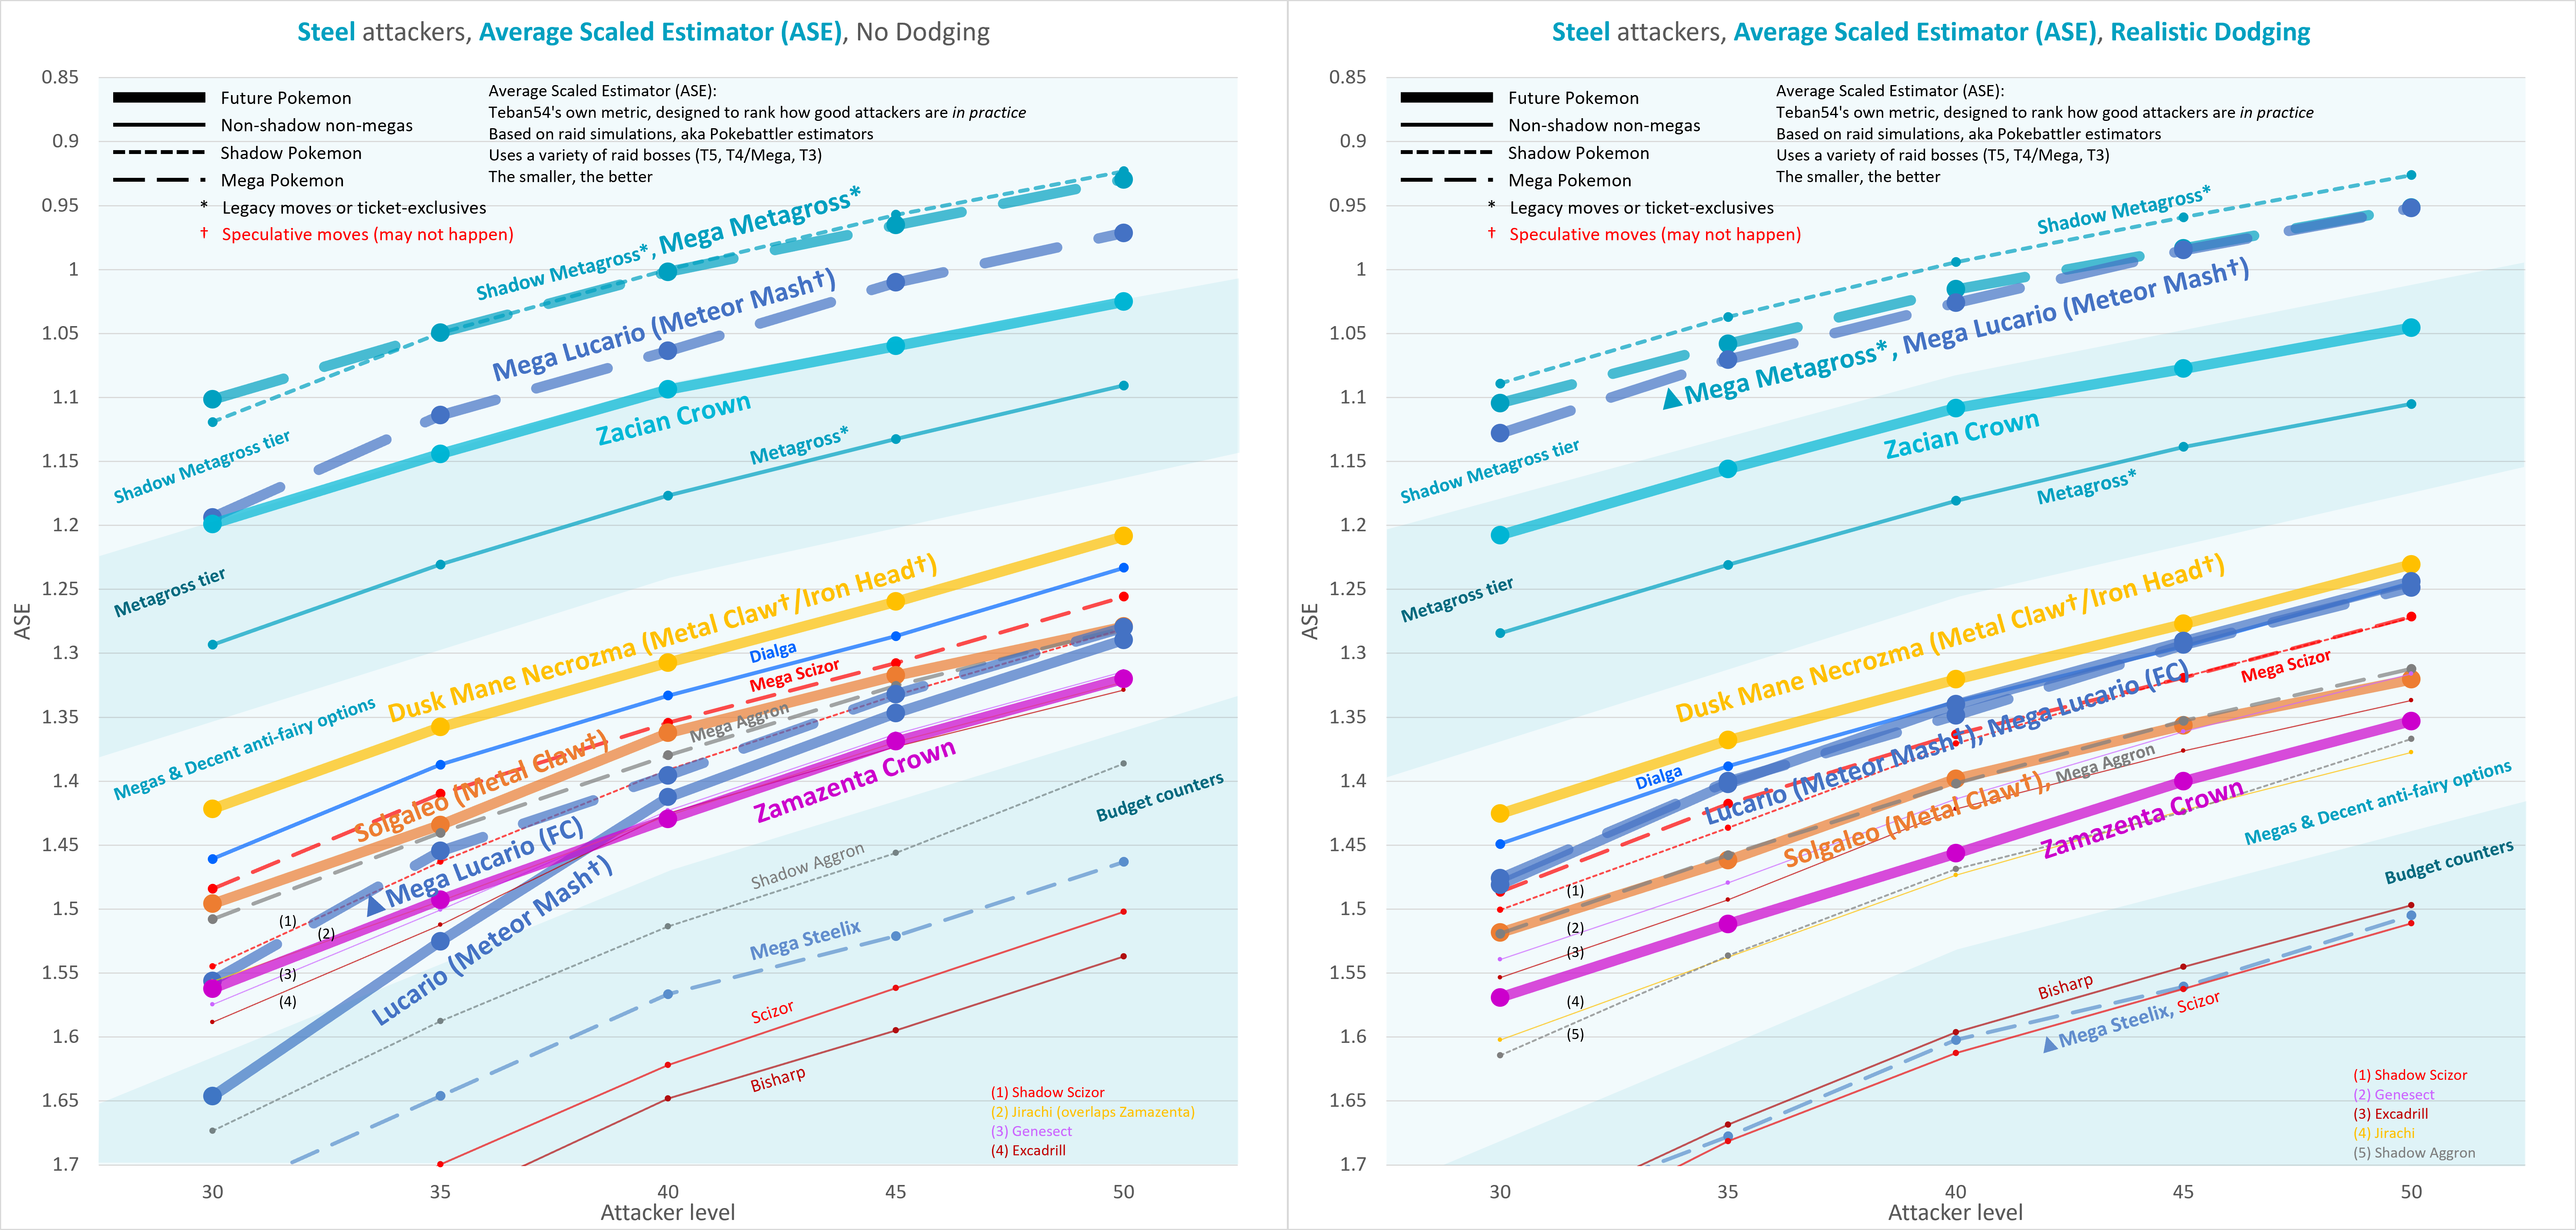 Steel attackers, Average Scaled Estimator (ASE), No Dodging
0.85
0.9
0.95
1
1.05
1.1
1.15
1.2
1.25
1.3
1.35
1.4
1.45
1.5
1.55
1.6
1.65
1.7
ASE
Future Pokemon
Non-shadow non-megas
Shadow Pokemon
Mega Pokemon
* Legacy moves or ticket-exclusives
† Speculative moves (may not happen)
Average Scaled Estimator (ASE):
Teban54's own metric, designed to rank how good attackers are in practice
Based on raid simulations, aka Pokebattler estimators
Uses a variety of raid bosses (T5, T4/Mega, T3)
The smaller, the better
Shadow Metagross*, Mega Metagross*
Mega Lucario (Meteor Mash†)
Zacian Crown
Metagross*
Shadow Metagross tier
Metagross tier
Dusk Mane Necrozma (Metal Claw†/Iron Head†)
Dialga
Mega Scizor
Mega Aggron
Megas & Decent anti-fairy options
Solgaleo (Metal Claw†)
Mega Lucario (FC)
Zamazenta Crown
Lucario (Meteor Mash†)
Budget counters
Shadow Aggron
Mega Steelix
Scizor
Bisharp
(1)
(2)
(3)
(4)
(1) Shadow Scizor
(2) Jirachi (overlaps Zamazenta)
(3) Genesect
(4) Excadrill
30
35
40
45
50
Attacker level
Steel attackers, Average Scaled Estimator (ASE), Realistic Dodging
0.85
0.9
0.95
1
1.05
1.1
1.15
1.2
1.25
1.3
1.35
1.4
1.45
1.5
1.55
1.6
1.65
1.7
ASE
Future Pokemon
Non-shadow non-megas
Shadow Pokemon
Mega Pokemon
* Legacy moves or ticket-exclusives
† Speculative moves (may not happen)
Average Scaled Estimator (ASE):
Teban54's own metric, designed to rank how good attackers are in practice
Based on raid simulations, aka Pokebattler estimators
Uses a variety of raid bosses (T5, T4/Mega, T3)
The smaller, the better
Shadow Metagross*
Mega Metagross*, Mega Lucario (Meteor Mash†)
Zacian Crown
Metagross*
Shadow Metagross tier
Metagross tier
Dusk Mane Necrozma (Metal Claw†/Iron Head†)
Mega Scizor
Dialga
Lucario (Meteor Mash†), Mega Lucario (FC)
Mega Aggron
Solgaleo (Metal Claw†),
Zamazenta Crown
Megas & Decent anti-fairy options
Budget counters
Bisharp
Mega Steelix, Scizor
(1)
(2)
(3)
(4)
(5)
(1) Shadow Scizor
(2) Genesect
(3) Excadrill
(4) Jirachi
(5) Shadow Aggron
30
35
40
45
50
Attacker level